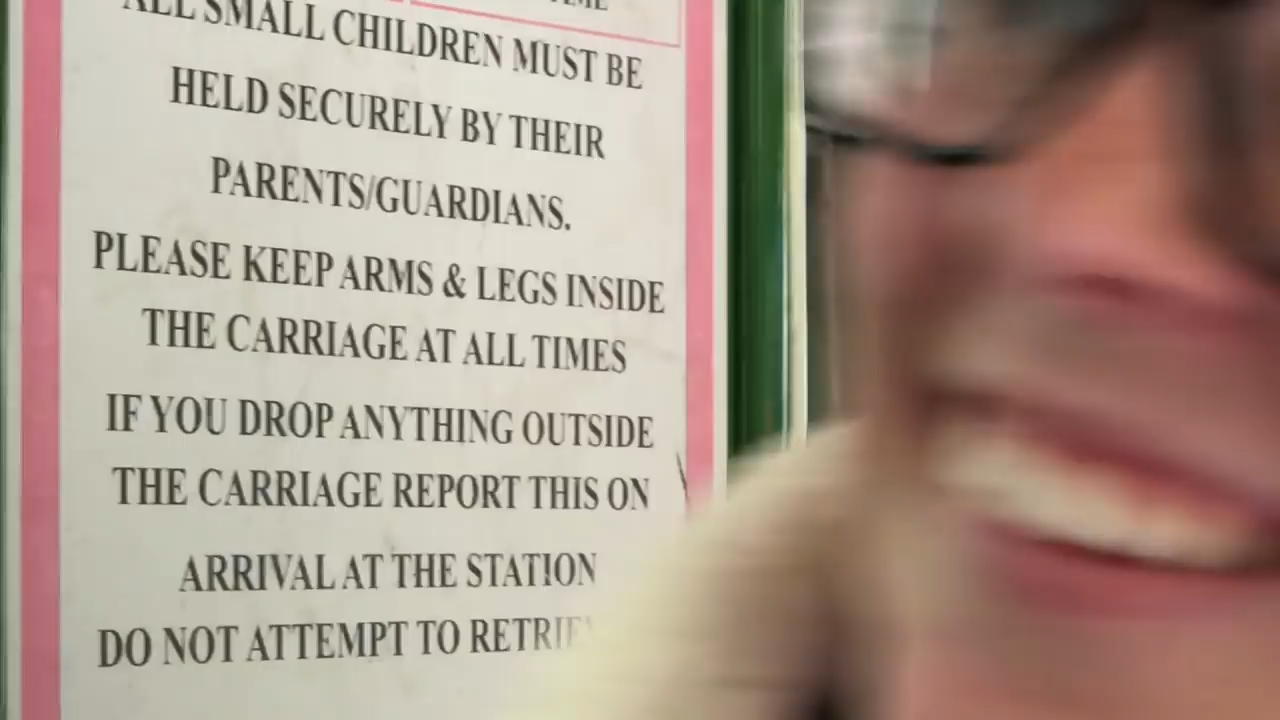 ALL SMALL CHILDREN MUST BE
HELD SECURELY BY THEIR
PARENTS/GUARDIANS.
PLEASE KEEP ARMS & LEGS INSIDE
THE CARRIAGE AT ALL TIMES
IF YOU DROP ANYTHING OUTSIDE
THE CARRIAGE REPORT THIS ON
ARRIVAL AT THE STATION
DO NOT ATTEMPT TO